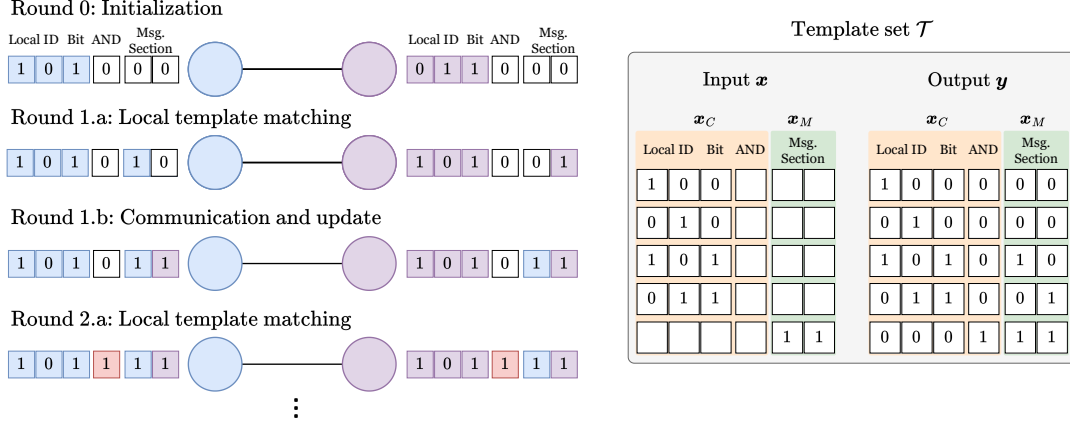 Round 0: Initialization
Local ID Bit AND Msg. Section
1 0 1 0 0 0
Local ID Bit AND Msg. Section
0 1 1 0 0 0
Round 1.a: Local template matching
1 0 1 0 1 0
1 0 1 0 0 1
Round 1.b: Communication and update
1 0 1 0 1 1
1 0 1 0 1 1
Round 2.a: Local template matching
1 0 1 1 1 1
1 0 1 1 1 1
⋮
Template set 𝒯
Input x
Output y
x_C x_M
x_C x_M
Local ID Bit AND Msg. Section
Local ID Bit AND Msg. Section
1 0 0
1 0 0 0 0 0
0 1 0
0 1 0 0 0 0
1 0 1
1 0 1 0 1 0
0 1 1
0 1 1 0 0 1
1 1
0 0 0 1 1 1